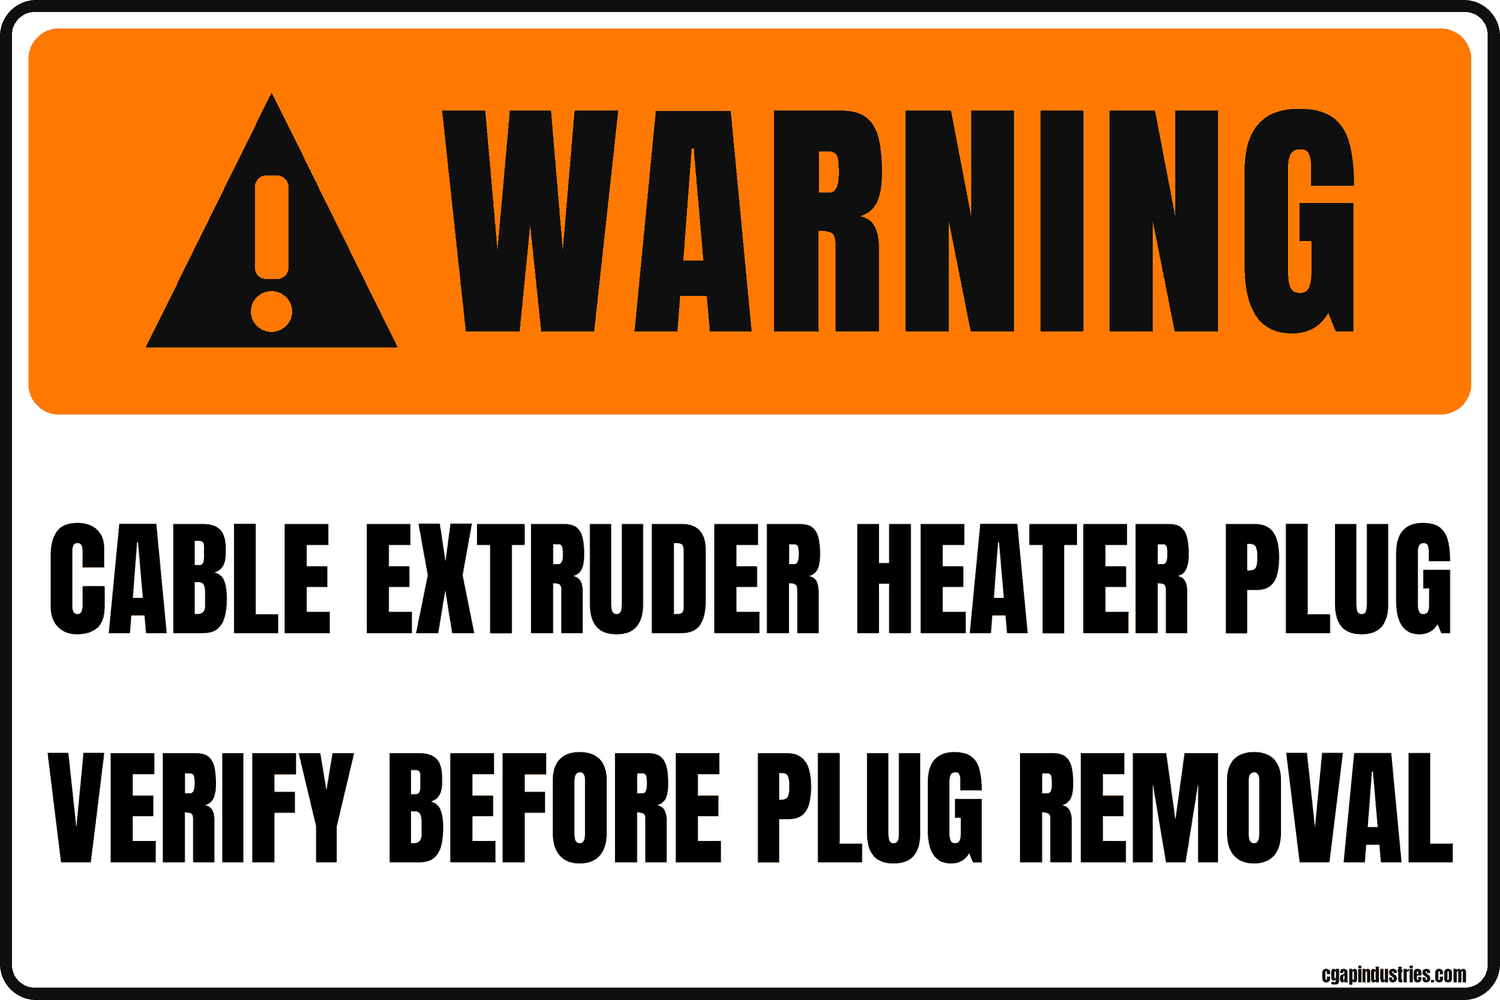 WARNING
CABLE EXTRUDER HEATER PLUG
VERIFY BEFORE PLUG REMOVAL
cgapindustries.com